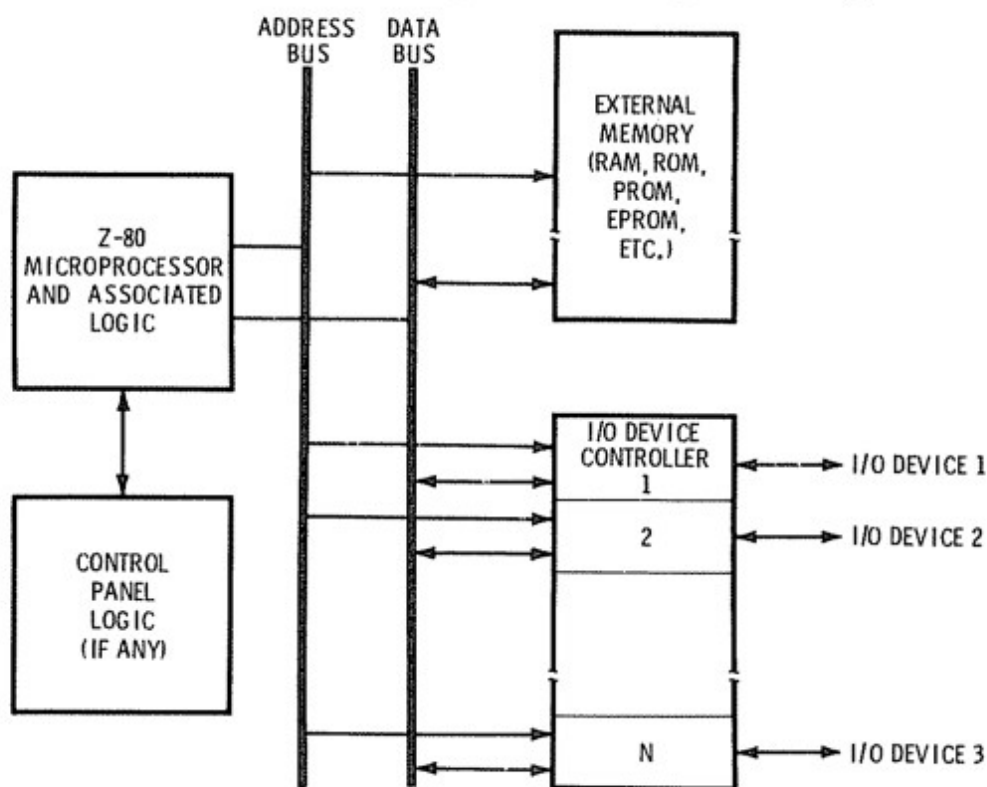 ADDRESS
BUS
DATA
BUS
EXTERNAL
MEMORY
(RAM, ROM,
PROM,
EPROM,
ETC.)
Z-80
MICROPROCESSOR
AND ASSOCIATED
LOGIC
CONTROL
PANEL
LOGIC
(IF ANY)
I/O DEVICE
CONTROLLER
1
2
N
I/O DEVICE 1
I/O DEVICE 2
I/O DEVICE 3